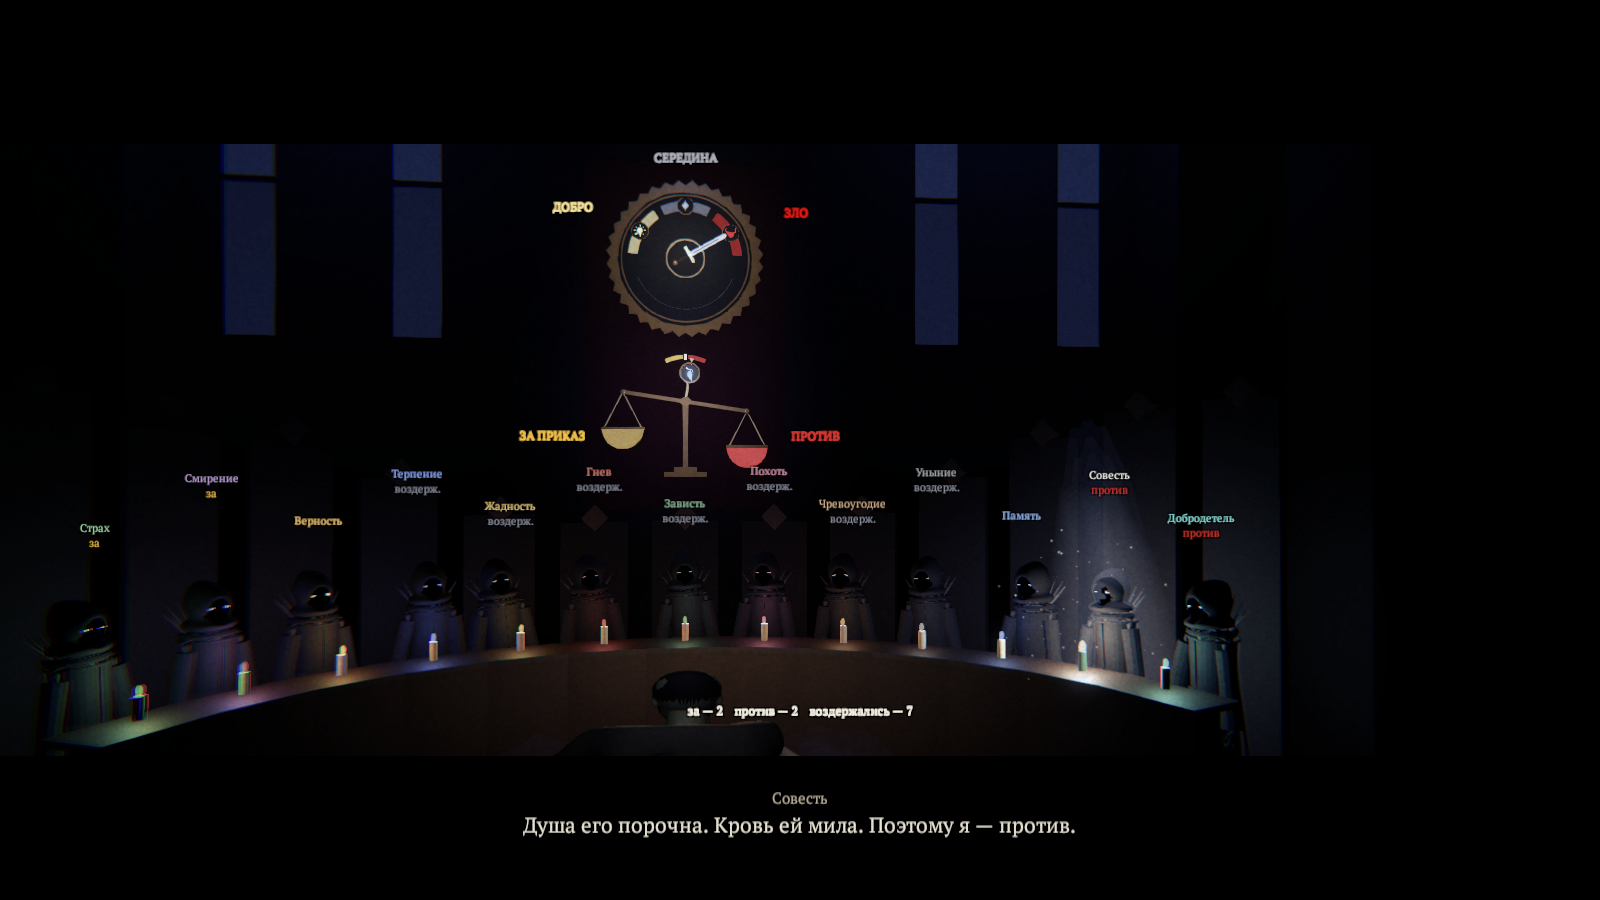 СЕРЕДИНА
ДОБРО
ЗЛО
ЗА ПРИКАЗ
ПРОТИВ
Страх
за
Смирение
за
Верность
Терпение
воздерж.
Жадность
воздерж.
Гнев
воздерж.
Зависть
воздерж.
Похоть
воздерж.
Чревоугодие
воздерж.
Уныние
воздерж.
Память
Совесть
против
Добродетель
против
за — 2 против — 2 воздержались — 7
Совесть
Душа его порочна. Кровь ей мила. Поэтому я — против.